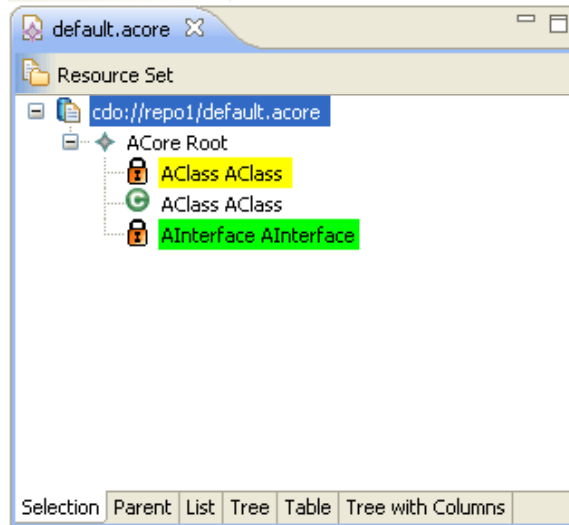 default.acore
Resource Set
cdo://repo1/default.acore
ACore Root
AClass AClass
C AClass AClass
AInterface AInterface
Selection Parent List Tree Table Tree with Columns